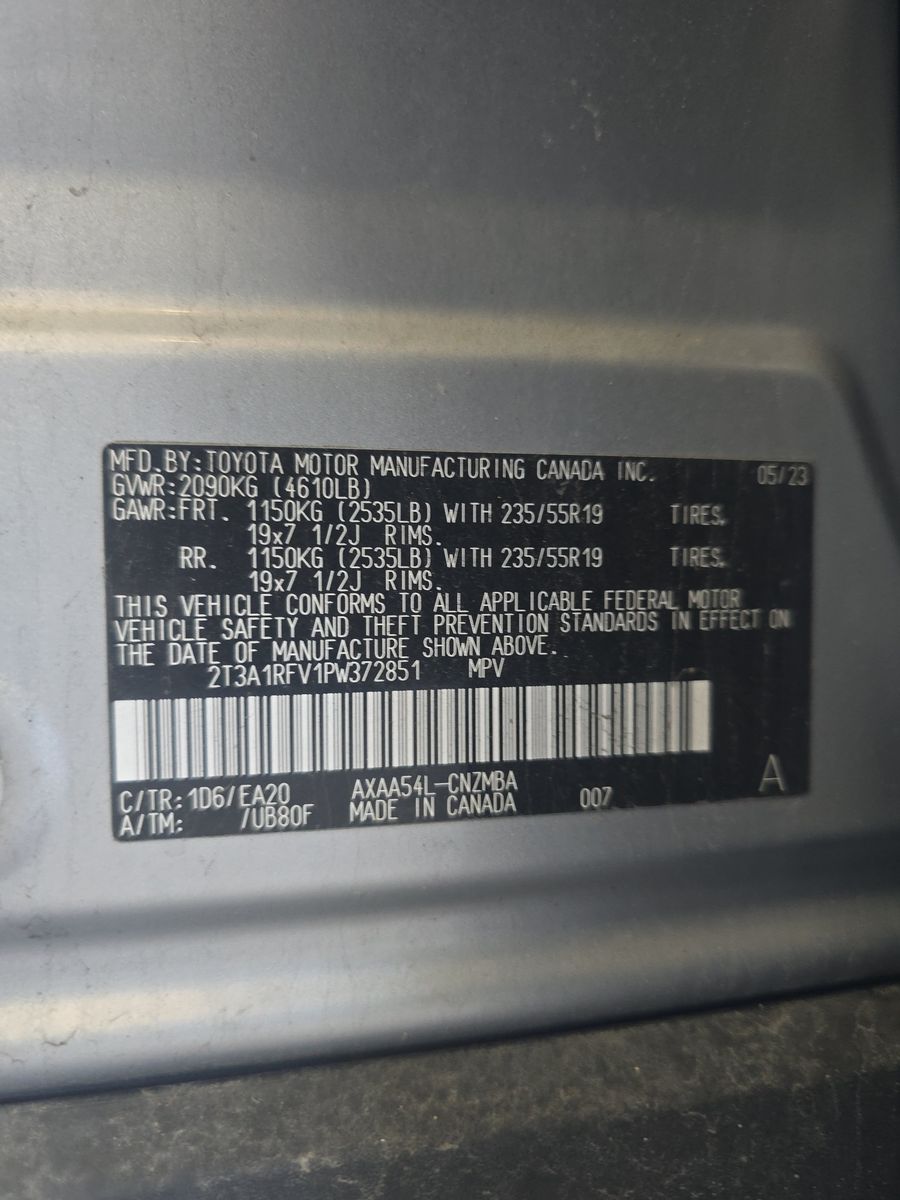 MFD.BY:TOYOTA MOTOR MANUFACTURING CANADA INC. 05/23
GVWR:2090KG (4610LB)
GAWR:FRT. 1150KG (2535LB) WITH 235/55R19 TIRES.
19x7 1/2J RIMS.
RR. 1150KG (2535LB) WITH 235/55R19 TIRES.
19x7 1/2J RIMS.
THIS VEHICLE CONFORMS TO ALL APPLICABLE FEDERAL MOTOR
VEHICLE SAFETY AND THEFT PREVENTION STANDARDS IN EFFECT ON
THE DATE OF MANUFACTURE SHOWN ABOVE.
2T3A1RFV1PW372851 MPV
C/TR:1D6/EA20 AXAA54L-CNZMBA 007 A
A/TM: /UB80F MADE IN CANADA